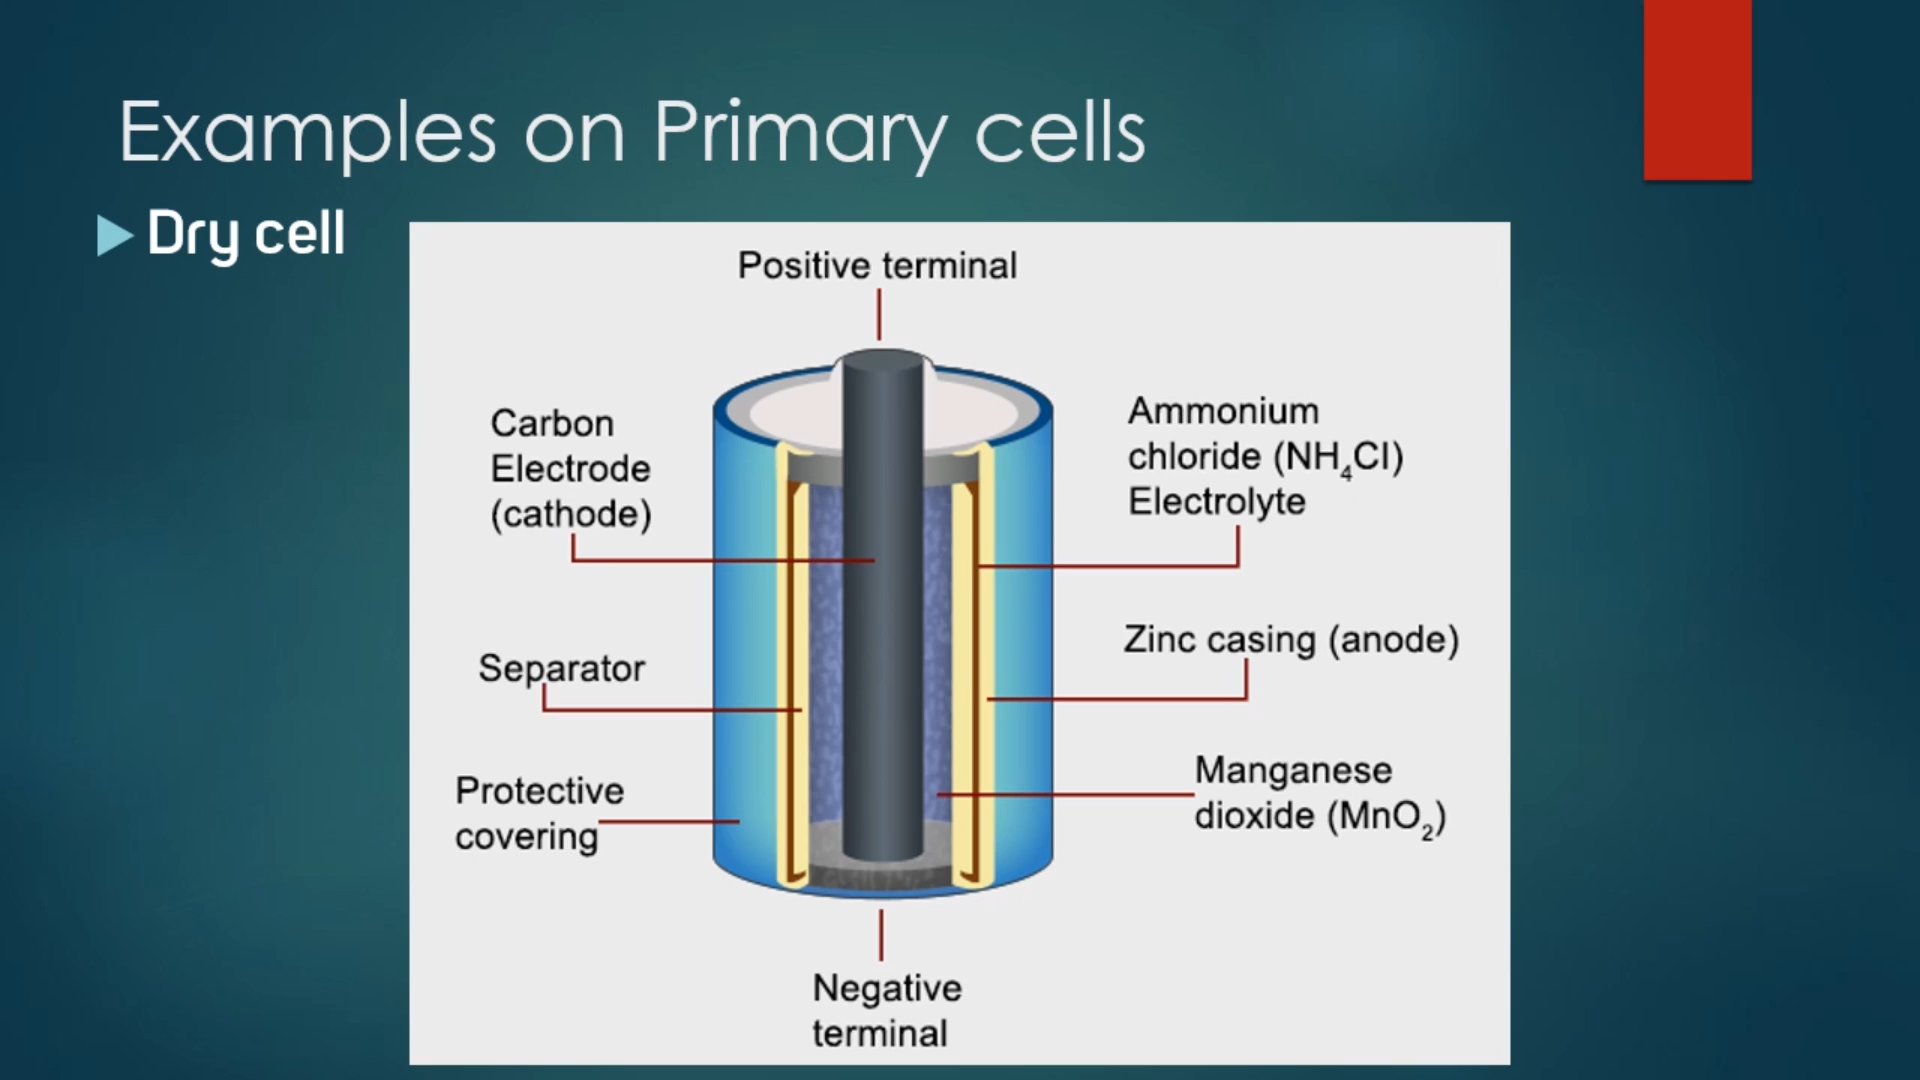 Examples on Primary cells
Dry cell
Positive terminal
Carbon
Electrode
(cathode)
Ammonium
chloride (NH₄Cl)
Electrolyte
Separator
Zinc casing (anode)
Protective
covering
Manganese
dioxide (MnO₂)
Negative
terminal